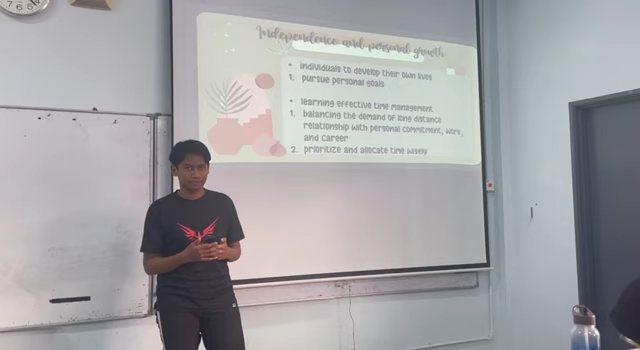 Independence and personal growth
• individuals to develop their own lives
1. pursue personal goals
• learning effective time management
1. balancing the demand of long distance
relationship with personal commitment, work,
and career
2. prioritize and allocate time wisely